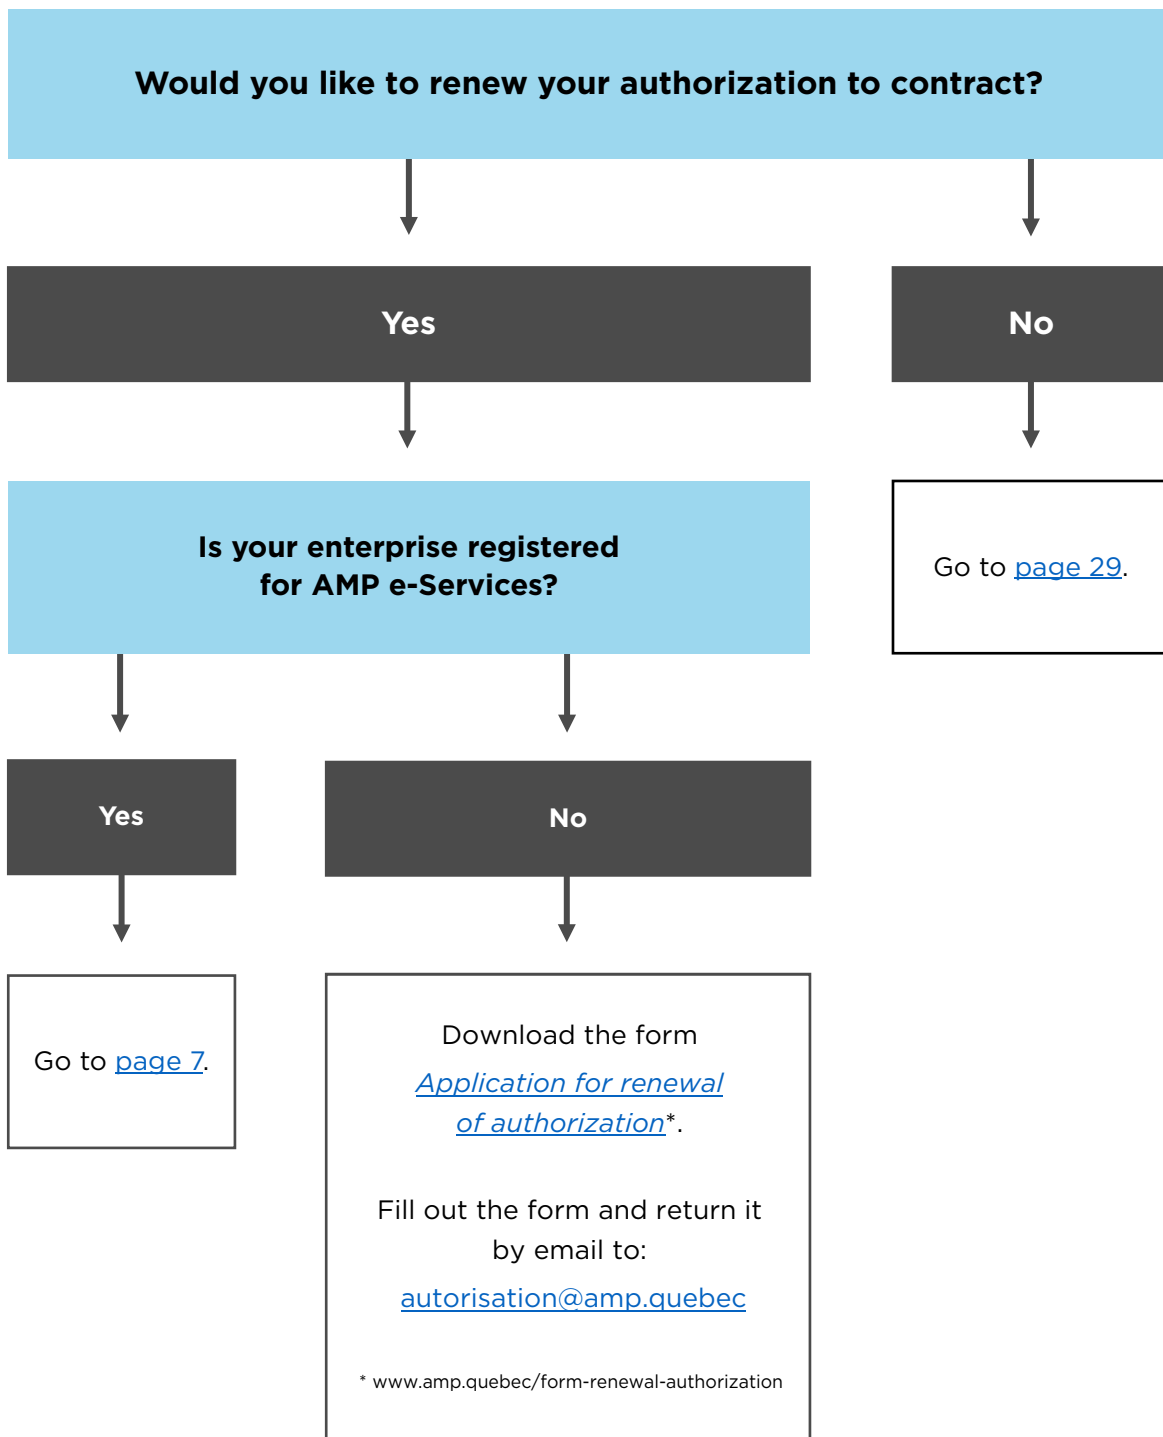 Would you like to renew your authorization to contract?
Yes
No
Is your enterprise registered
for AMP e-Services?
Go to page 29.
Yes
No
Go to page 7.
Download the form
Application for renewal
of authorization*.
Fill out the form and return it
by email to:
autorisation@amp.quebec
* www.amp.quebec/form-renewal-authorization